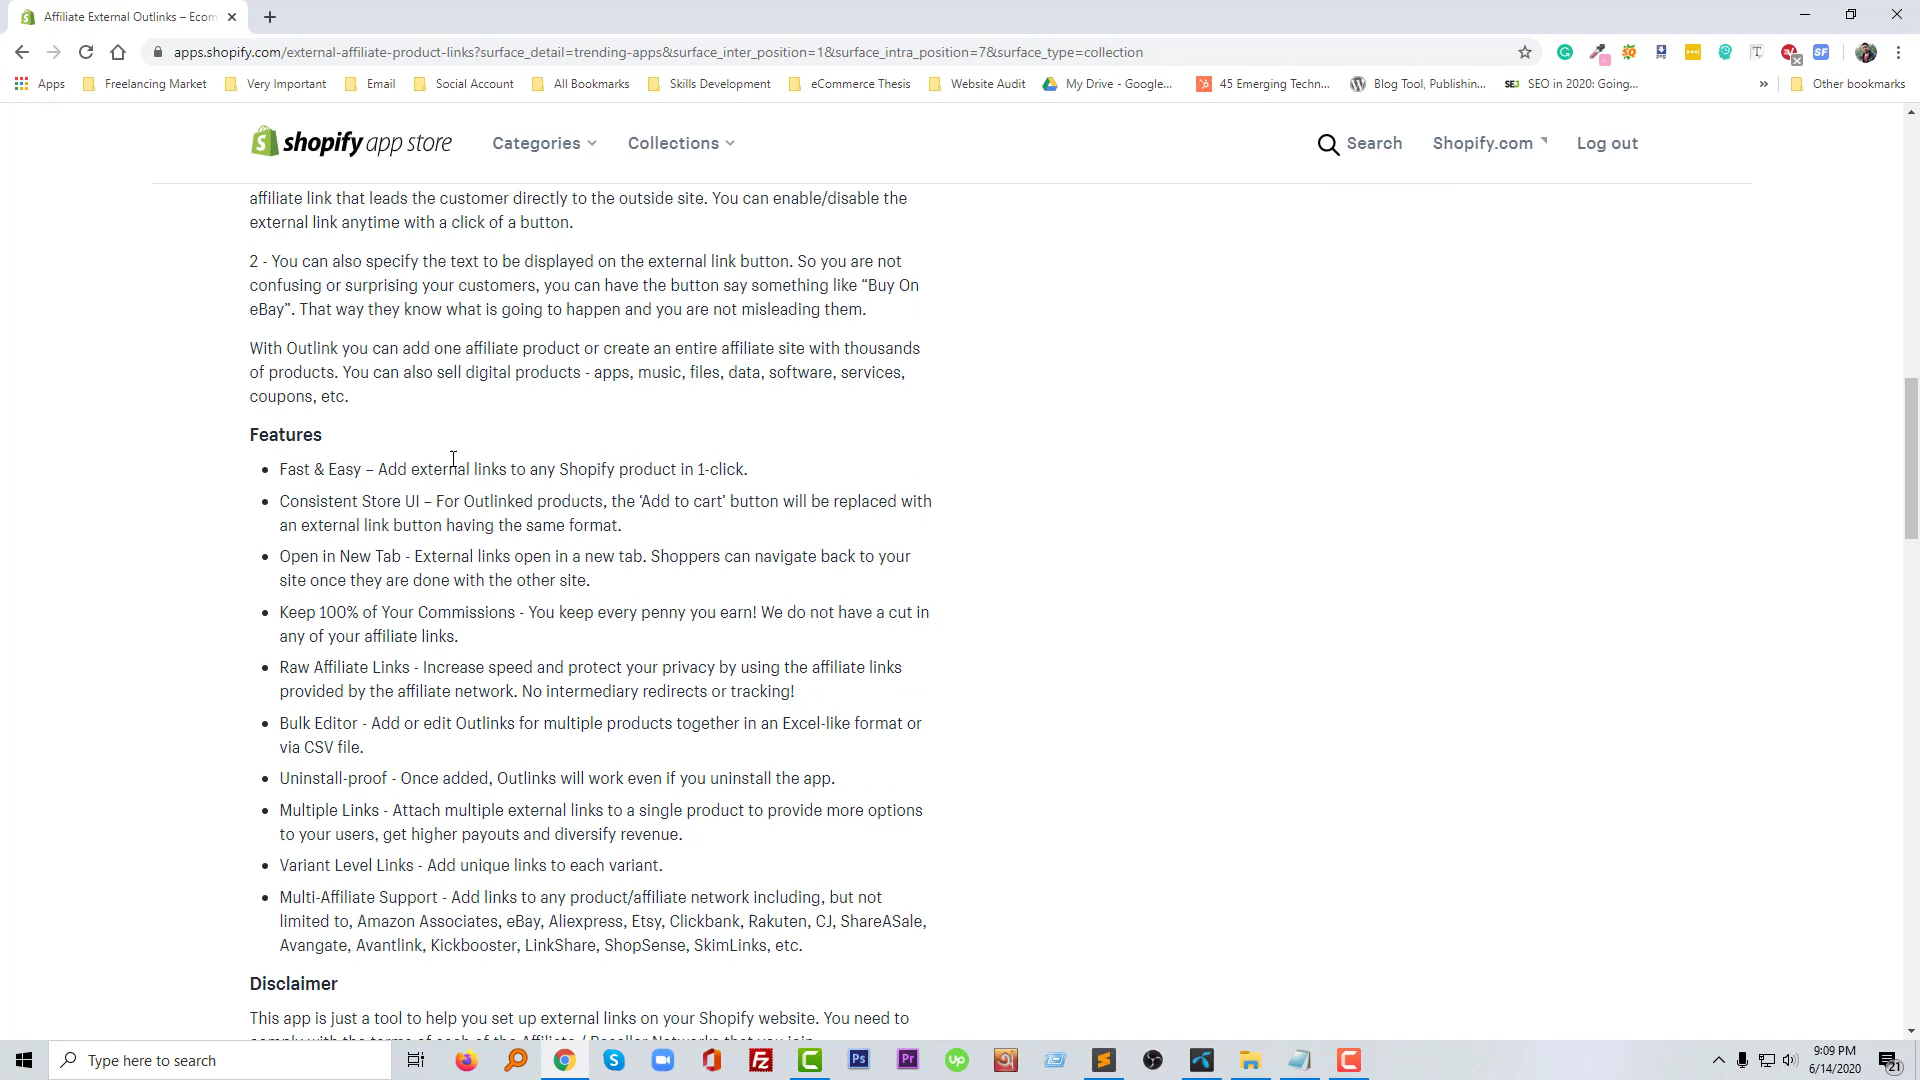 Affiliate External Outlinks – Ecom
apps.shopify.com/external-affiliate-product-links?surface_detail=trending-apps&surface_inter_position=1&surface_intra_position=7&surface_type=collection
Apps Freelancing Market Very Important Email Social Account All Bookmarks Skills Development eCommerce Thesis Website Audit My Drive - Google... 45 Emerging Techn... Blog Tool, Publishin... SEJ SEO in 2020: Going... » Other bookmarks
shopify app store Categories Collections Search Shopify.com Log out
affiliate link that leads the customer directly to the outside site. You can enable/disable the
external link anytime with a click of a button.
2 - You can also specify the text to be displayed on the external link button. So you are not
confusing or surprising your customers, you can have the button say something like “Buy On
eBay”. That way they know what is going to happen and you are not misleading them.
With Outlink you can add one affiliate product or create an entire affiliate site with thousands
of products. You can also sell digital products - apps, music, files, data, software, services,
coupons, etc.
Features
• Fast & Easy – Add external links to any Shopify product in 1-click.
• Consistent Store UI – For Outlinked products, the ‘Add to cart’ button will be replaced with
an external link button having the same format.
• Open in New Tab - External links open in a new tab. Shoppers can navigate back to your
site once they are done with the other site.
• Keep 100% of Your Commissions - You keep every penny you earn! We do not have a cut in
any of your affiliate links.
• Raw Affiliate Links - Increase speed and protect your privacy by using the affiliate links
provided by the affiliate network. No intermediary redirects or tracking!
• Bulk Editor - Add or edit Outlinks for multiple products together in an Excel-like format or
via CSV file.
• Uninstall-proof - Once added, Outlinks will work even if you uninstall the app.
• Multiple Links - Attach multiple external links to a single product to provide more options
to your users, get higher payouts and diversify revenue.
• Variant Level Links - Add unique links to each variant.
• Multi-Affiliate Support - Add links to any product/affiliate network including, but not
limited to, Amazon Associates, eBay, Aliexpress, Etsy, Clickbank, Rakuten, CJ, ShareASale,
Avangate, Avantlink, Kickbooster, LinkShare, ShopSense, SkimLinks, etc.
Disclaimer
This app is just a tool to help you set up external links on your Shopify website. You need to
comply with the terms of each of the Affiliate / Reseller Networks that you join.
Type here to search
9:09 PM
6/14/2020
21